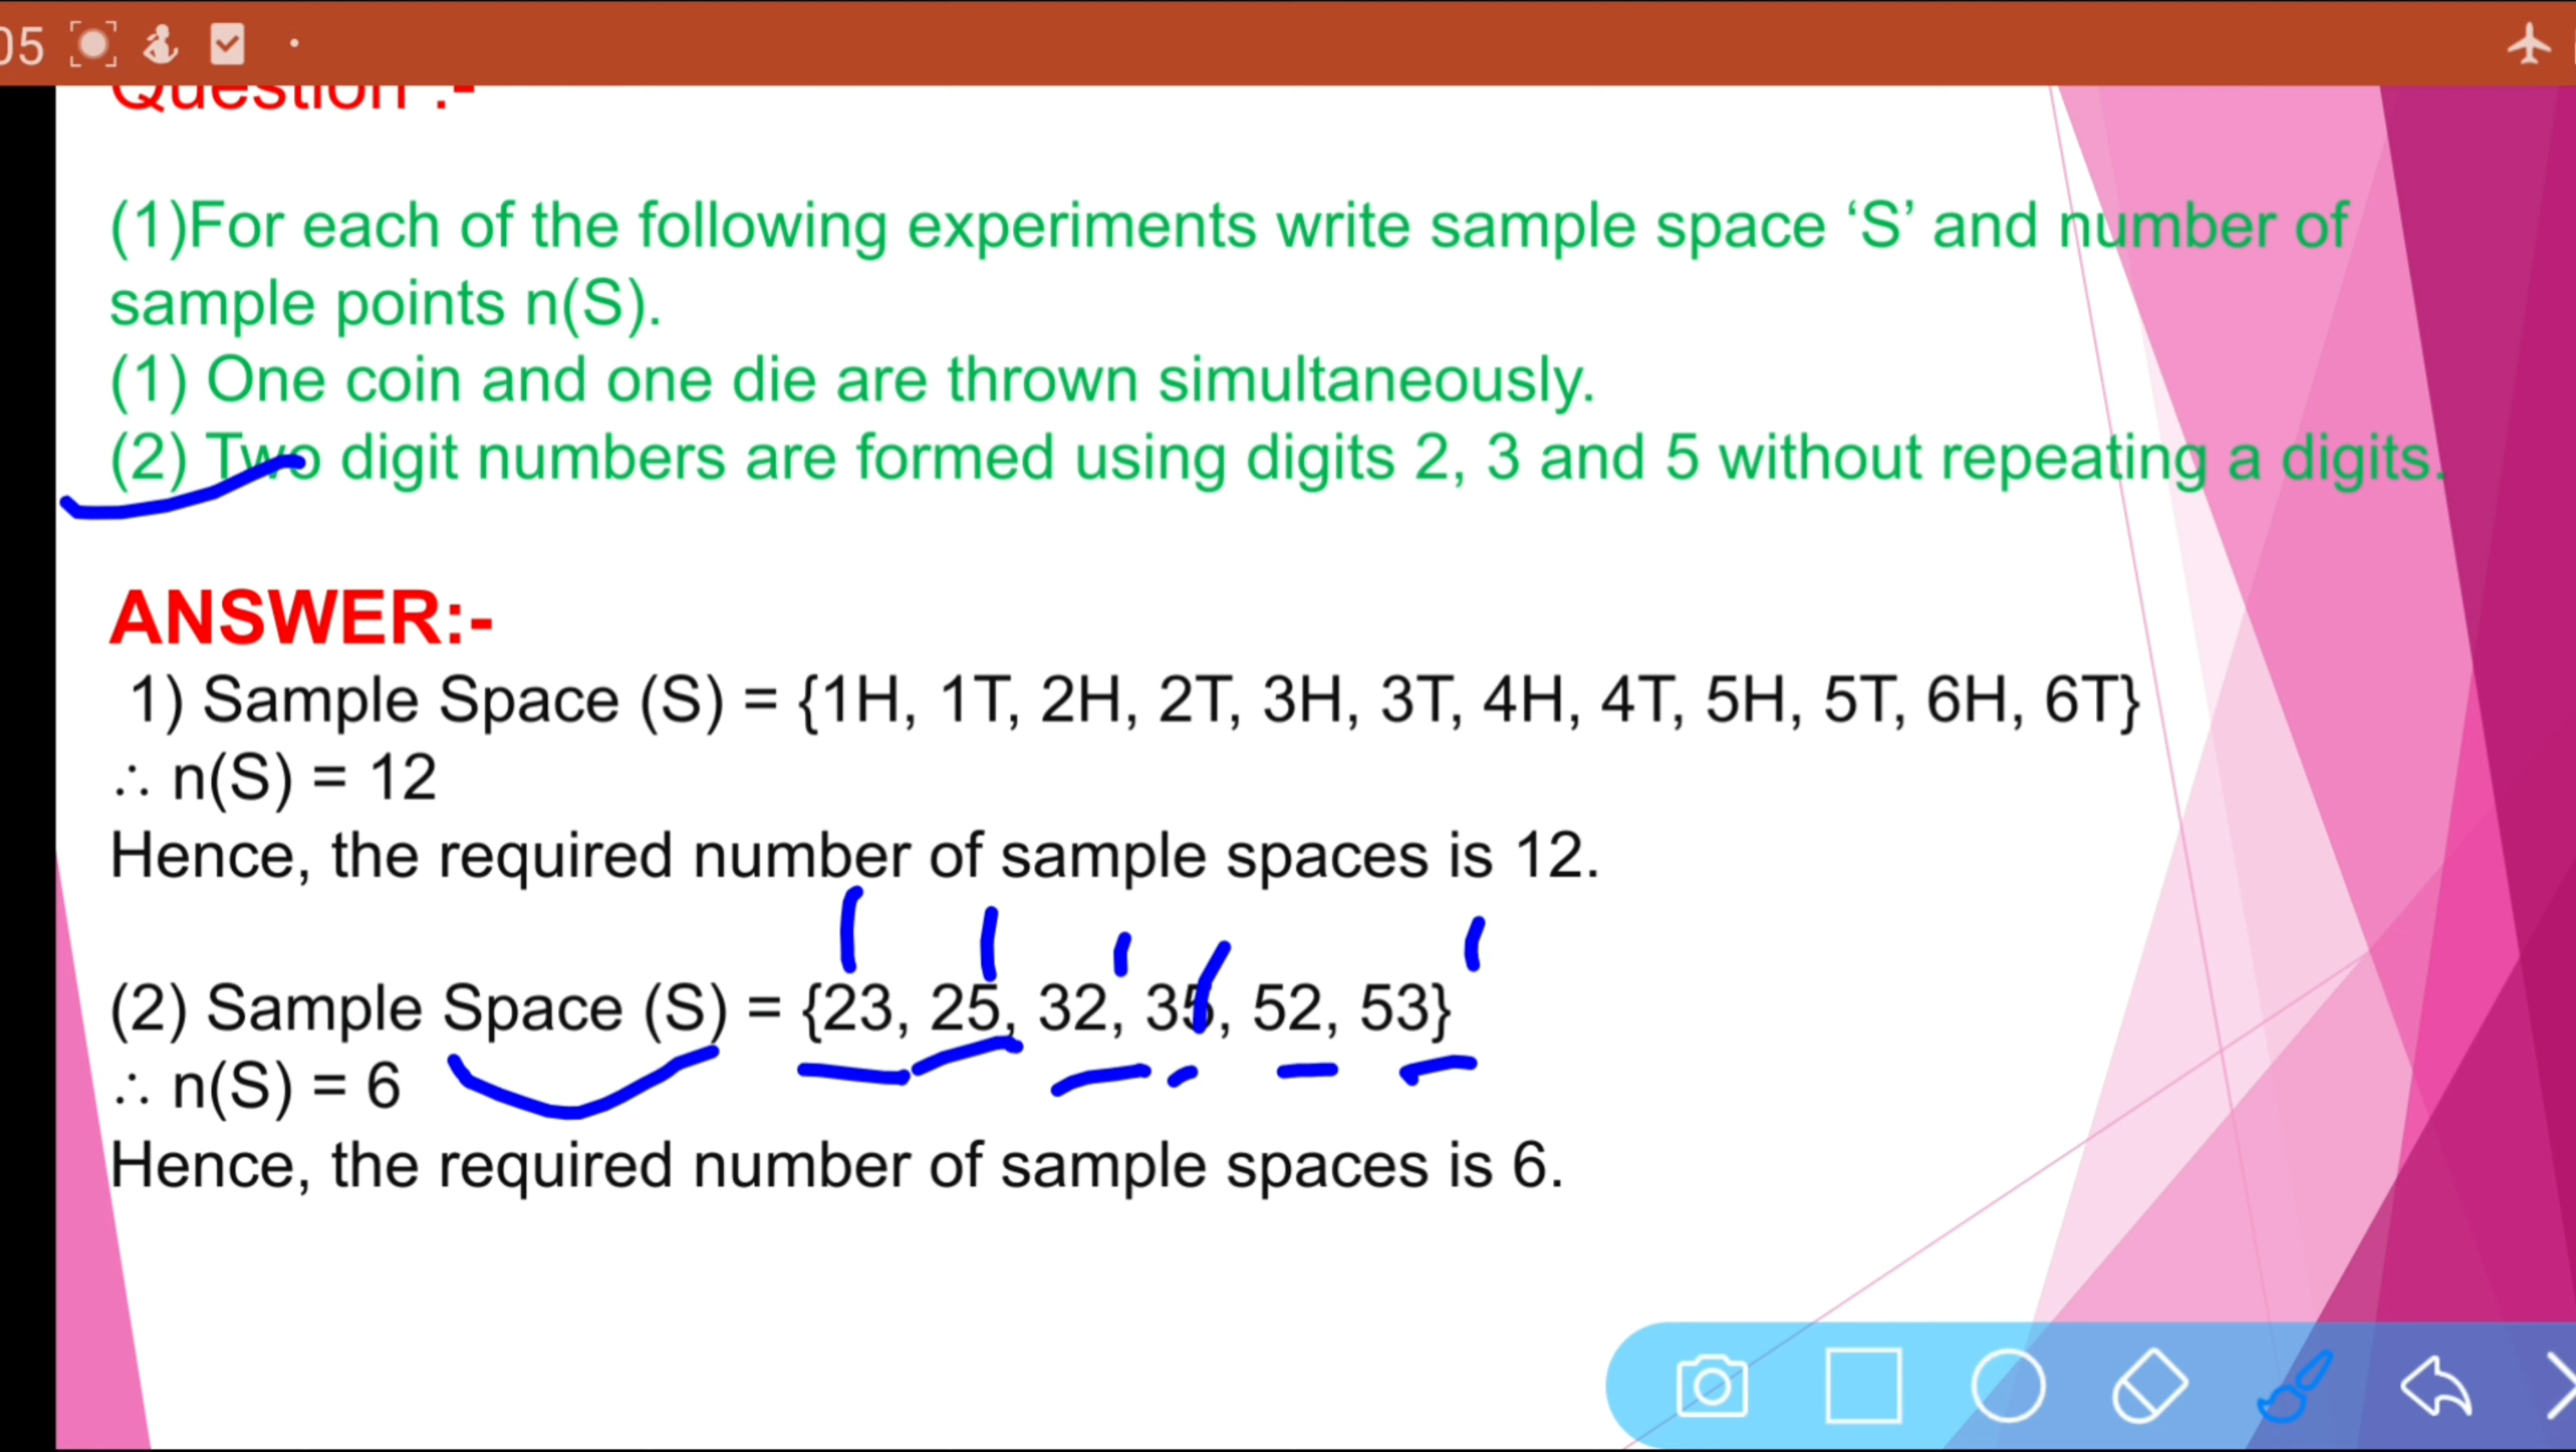 05
Question :-
(1)For each of the following experiments write sample space ‘S’ and number of
sample points n(S).
(1) One coin and one die are thrown simultaneously.
(2) Two digit numbers are formed using digits 2, 3 and 5 without repeating a digits.
ANSWER:-
1) Sample Space (S) = {1H, 1T, 2H, 2T, 3H, 3T, 4H, 4T, 5H, 5T, 6H, 6T}
∴ n(S) = 12
Hence, the required number of sample spaces is 12.
(2) Sample Space (S) = {23, 25, 32, 35, 52, 53}
∴ n(S) = 6
Hence, the required number of sample spaces is 6.